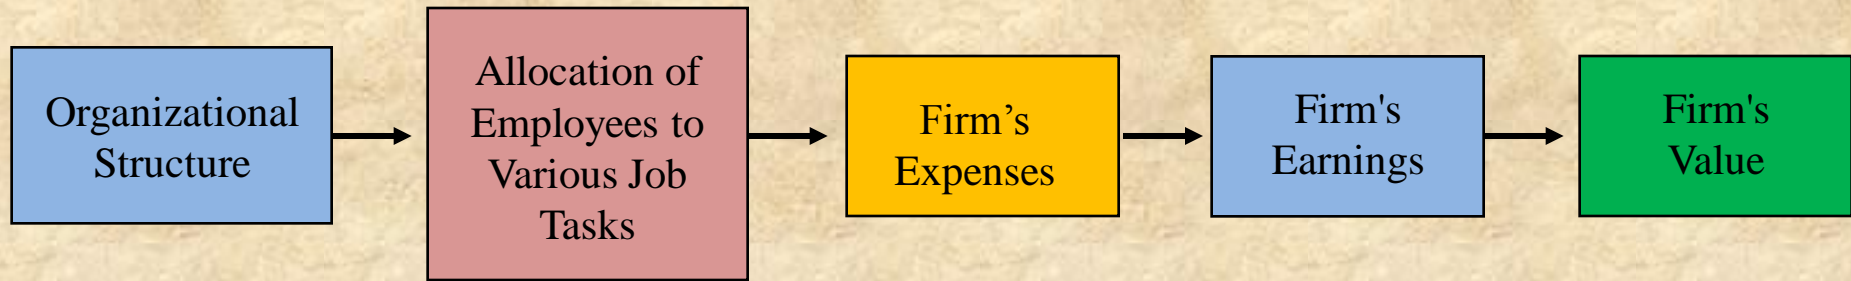 Organizational
Structure
Allocation of
Employees to
Various Job
Tasks
Firm’s
Expenses
Firm's
Earnings
Firm's
Value